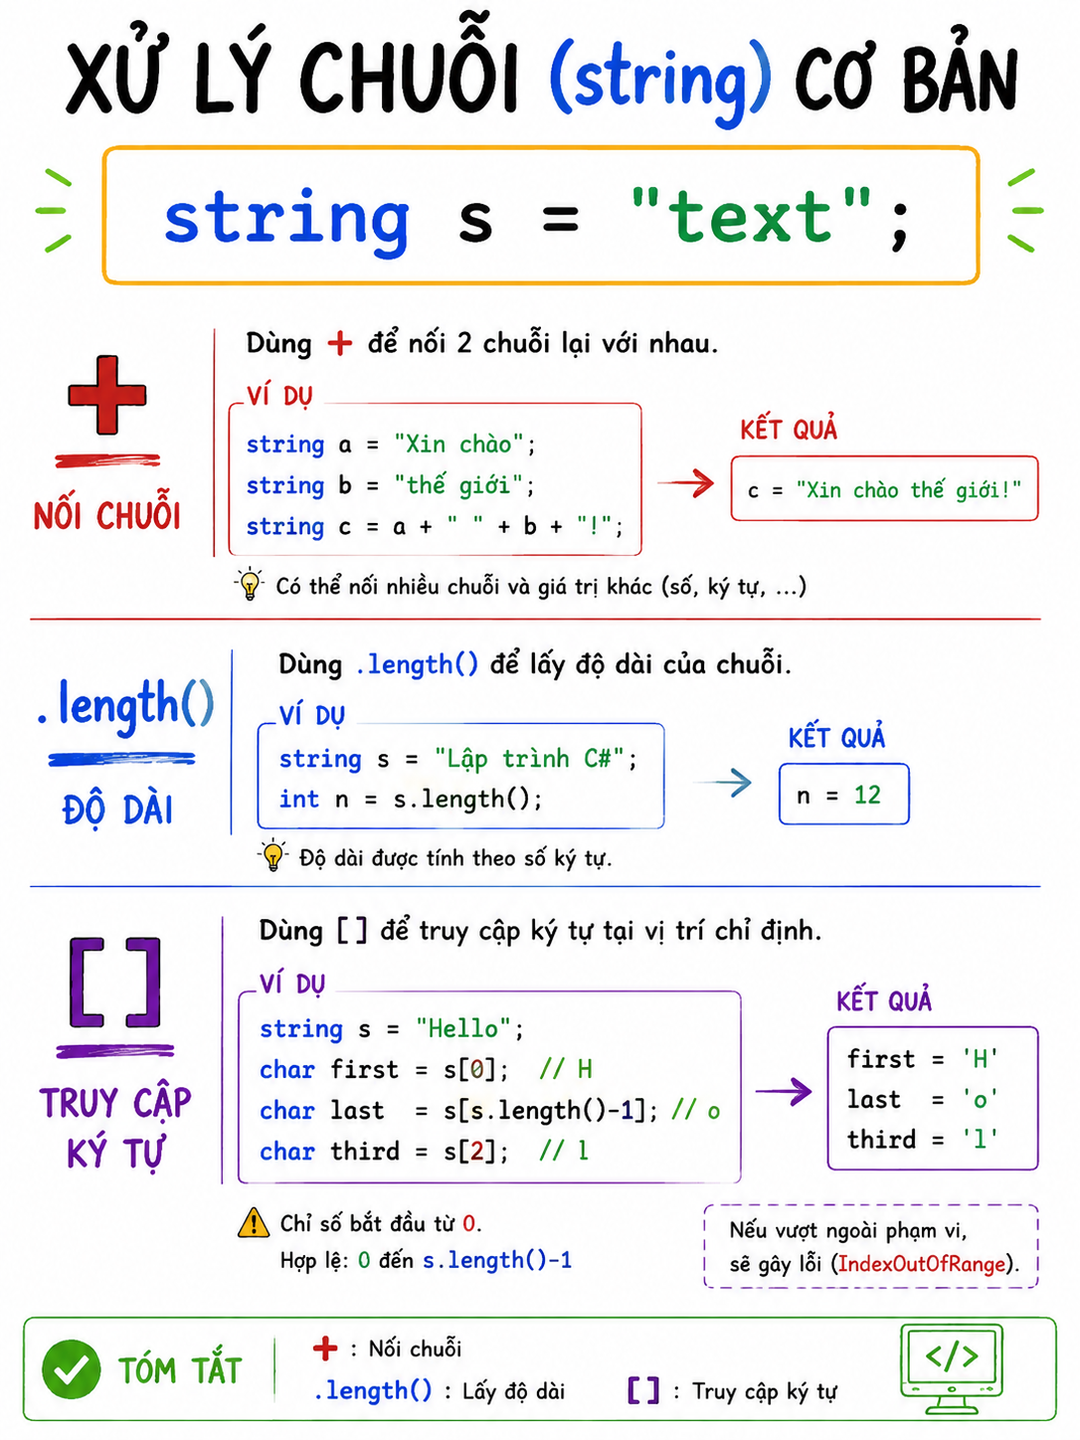 XỬ LÝ CHUỖI (string) CƠ BẢN
string s = "text";
Dùng + để nối 2 chuỗi lại với nhau.
NỐI CHUỖI
VÍ DỤ
string a = "Xin chào";
string b = "thế giới";
string c = a + " " + b + "!";
KẾT QUẢ
c = "Xin chào thế giới!"
Có thể nối nhiều chuỗi và giá trị khác (số, ký tự, ...)
.length()
ĐỘ DÀI
Dùng .length() để lấy độ dài của chuỗi.
VÍ DỤ
string s = "Lập trình C#";
int n = s.length();
KẾT QUẢ
n = 12
Độ dài được tính theo số ký tự.
[]
TRUY CẬP
KÝ TỰ
Dùng [] để truy cập ký tự tại vị trí chỉ định.
VÍ DỤ
string s = "Hello";
char first = s[0]; // H
char last = s[s.length()-1]; // o
char third = s[2]; // l
KẾT QUẢ
first = 'H'
last = 'o'
third = 'l'
Chỉ số bắt đầu từ 0.
Hợp lệ: 0 đến s.length()-1
Nếu vượt ngoài phạm vi,
sẽ gây lỗi (IndexOutOfRange).
TÓM TẮT
+ : Nối chuỗi
.length() : Lấy độ dài
[] : Truy cập ký tự
</>